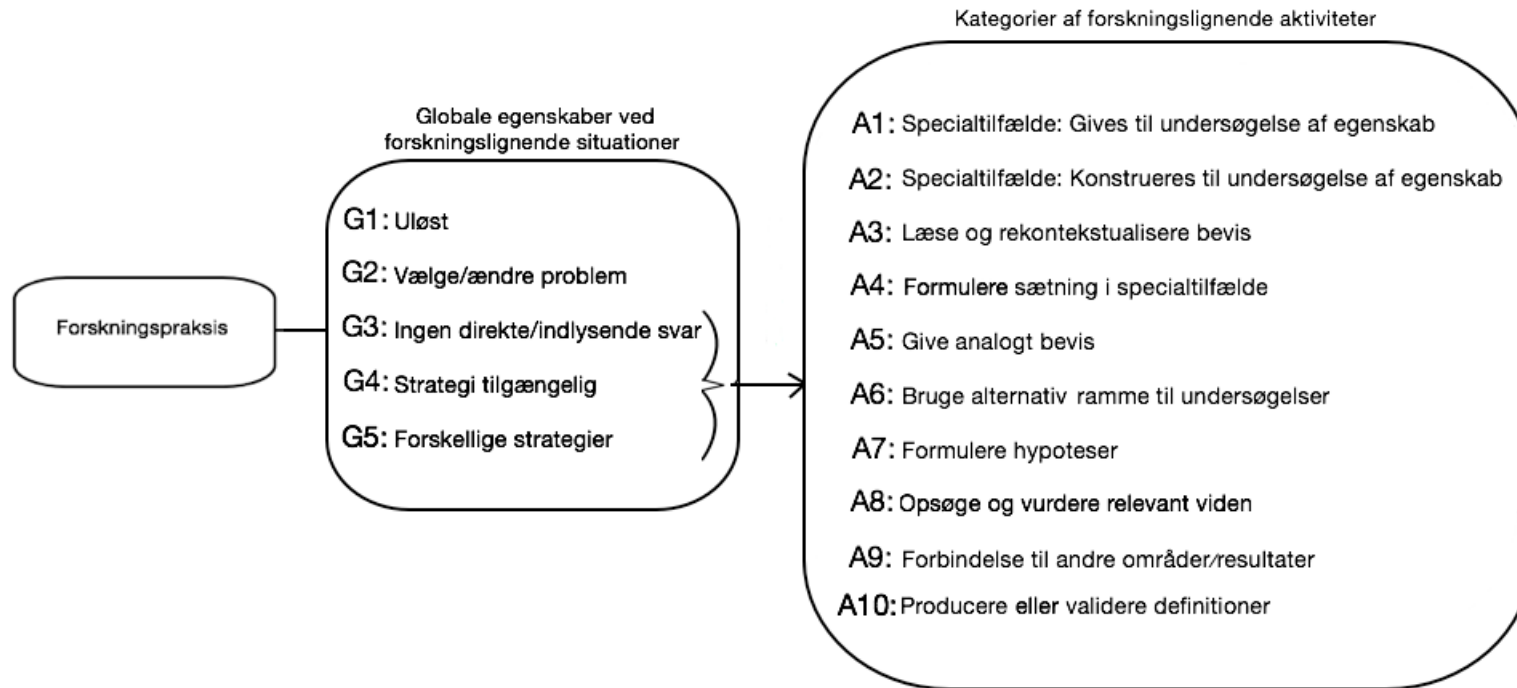 Kategorier af forskningslignende aktiviteter
Globale egenskaber ved
forskningslignende situationer
Forskningspraksis
G1: Uløst
G2: Vælge/ændre problem
G3: Ingen direkte/indlysende svar
G4: Strategi tilgængelig
G5: Forskellige strategier
A1: Specialtilfælde: Gives til undersøgelse af egenskab
A2: Specialtilfælde: Konstrueres til undersøgelse af egenskab
A3: Læse og rekontekstualisere bevis
A4: Formulere sætning i specialtilfælde
A5: Give analogt bevis
A6: Bruge alternativ ramme til undersøgelser
A7: Formulere hypoteser
A8: Opsøge og vurdere relevant viden
A9: Forbindelse til andre områder/resultater
A10: Producere eller validere definitioner